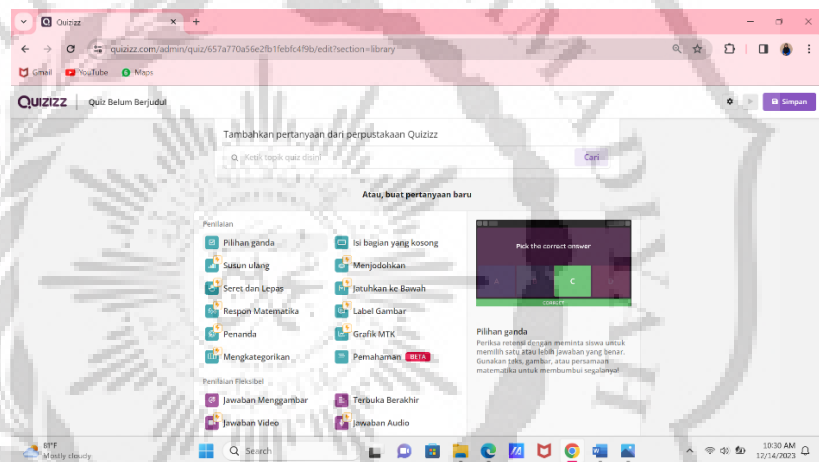 Quizizz
quizizz.com/admin/quiz/657a770a56e2fb1febfc4f9b/edit?section=library
Gmail YouTube Maps
QUIZIZZ Quiz Belum Berjudul Simpan
Tambahkan pertanyaan dari perpustakaan Quizizz
Ketik topik quiz disini Cari
Atau, buat pertanyaan baru
Penilaian
Pilihan ganda Isi bagian yang kosong
Susun ulang Menjodohkan
Seret dan Lepas Jatuhkan ke Bawah
Respon Matematika Label Gambar
Penanda Grafik MTK
Mengkategorikan Pemahaman BETA
Penilaian Fleksibel
Jawaban Menggambar Terbuka Berakhir
Jawaban Video Jawaban Audio
Pick the correct answer
C
CORRECT
Pilihan ganda
Periksa retensi dengan meminta siswa untuk
memilih satu atau lebih jawaban yang benar.
Gunakan teks, gambar, atau persamaan
matematika untuk membumbui segalanya!
81°F
Mostly cloudy
Search
10:30 AM
12/14/2023